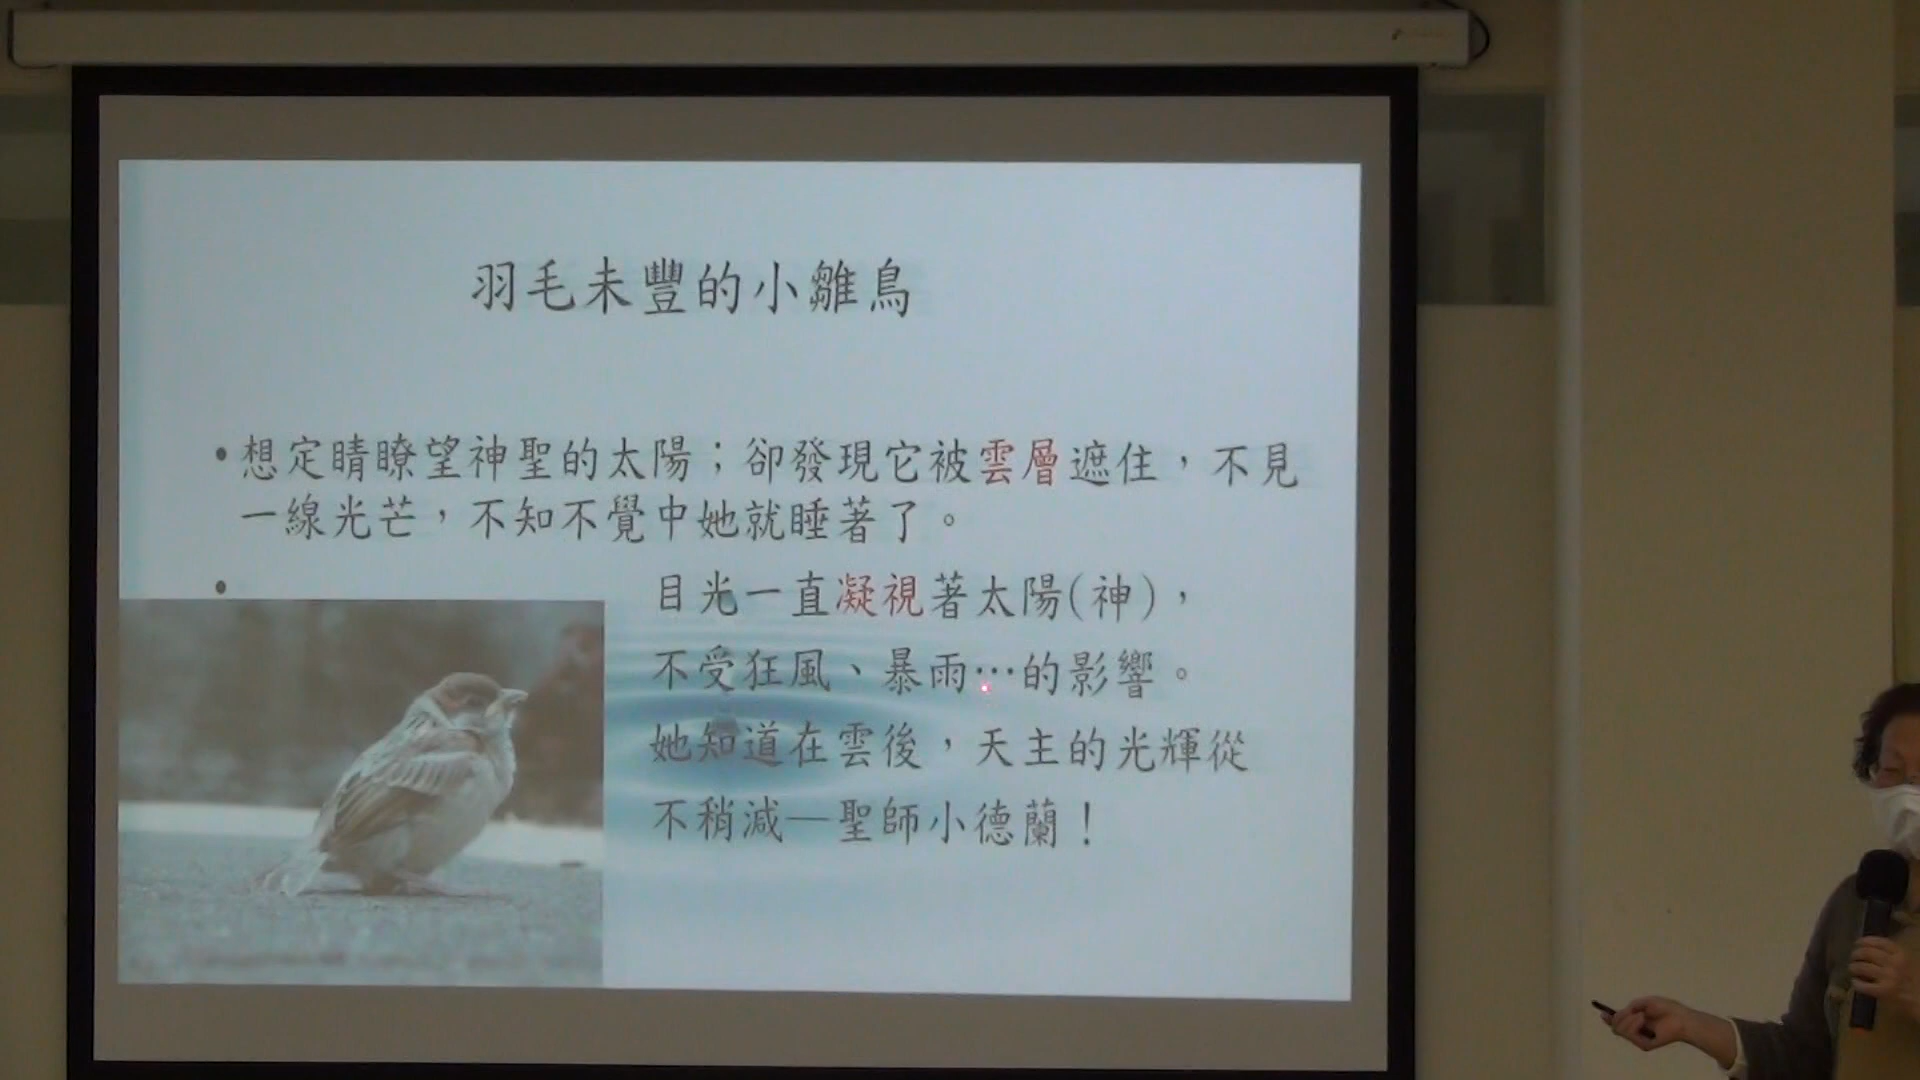 羽毛未豐的小雛鳥
•想定睛瞭望神聖的太陽；卻發現它被雲層遮住，不見
一線光芒，不知不覺中她就睡著了。
•
目光一直凝視著太陽(神)，
不受狂風、暴雨…的影響。
她知道在雲後，天主的光輝從
不稍減—聖師小德蘭！